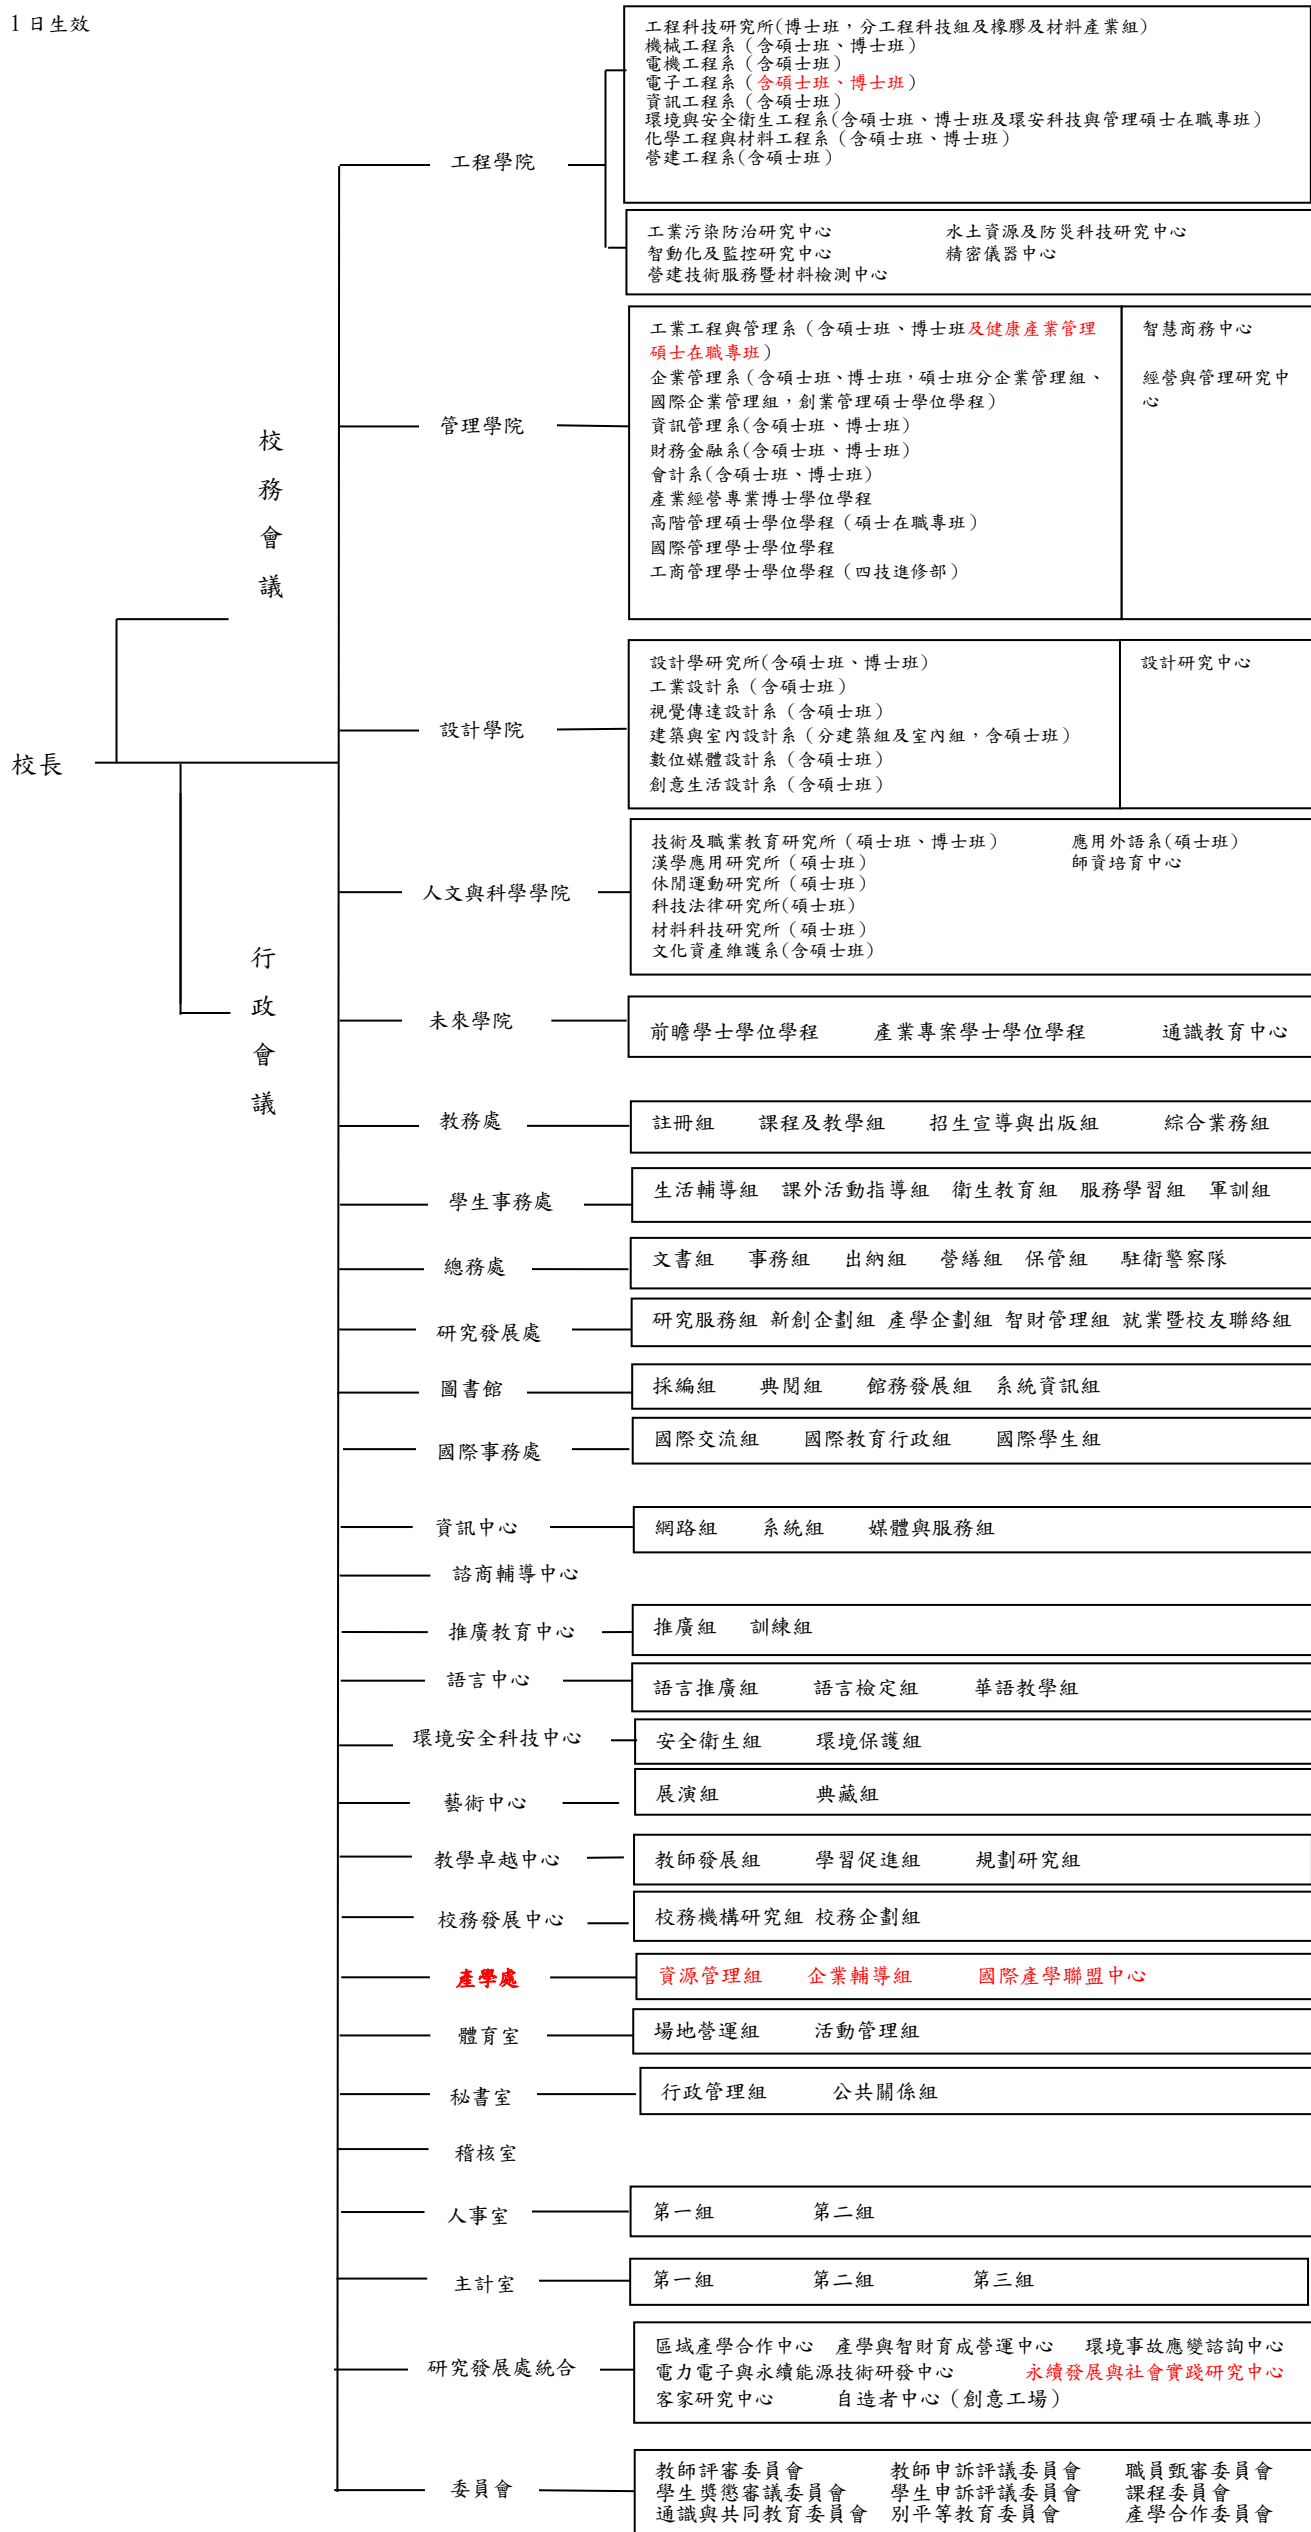 1 日生效
工程科技研究所(博士班，分工程科技組及橡膠及材料產業組)
機械工程系（含碩士班、博士班）
電機工程系（含碩士班）
電子工程系（含碩士班、博士班）
資訊工程系（含碩士班）
環境與安全衛生工程系(含碩士班、博士班及環安科技與管理碩士在職專班)
化學工程與材料工程系（含碩士班、博士班）
營建工程系(含碩士班)
工程學院
工業污染防治研究中心 水土資源及防災科技研究中心
智動化及監控研究中心 精密儀器中心
營建技術服務暨材料檢測中心
工業工程與管理系（含碩士班、博士班及健康產業管理
碩士在職專班）
企業管理系（含碩士班、博士班，碩士班分企業管理組、
國際企業管理組，創業管理碩士學位學程）
資訊管理系(含碩士班、博士班)
財務金融系(含碩士班、博士班)
會計系(含碩士班、博士班)
產業經營專業博士學位學程
高階管理碩士學位學程（碩士在職專班）
國際管理學士學位學程
工商管理學士學位學程（四技進修部）
智慧商務中心
經營與管理研究中
心
管理學院
校務會議
設計學研究所(含碩士班、博士班)
工業設計系（含碩士班）
視覺傳達設計系（含碩士班）
建築與室內設計系（分建築組及室內組，含碩士班）
數位媒體設計系（含碩士班）
創意生活設計系（含碩士班）
設計研究中心
設計學院
校長
技術及職業教育研究所（碩士班、博士班） 應用外語系(碩士班)
漢學應用研究所（碩士班） 師資培育中心
休閒運動研究所（碩士班）
科技法律研究所(碩士班)
材料科技研究所（碩士班）
文化資產維護系(含碩士班)
人文與科學學院
行政會議
未來學院
前瞻學士學位學程 產業專案學士學位學程 通識教育中心
教務處 註冊組 課程及教學組 招生宣導與出版組 綜合業務組
學生事務處 生活輔導組 課外活動指導組 衛生教育組 服務學習組 軍訓組
總務處 文書組 事務組 出納組 營繕組 保管組 駐衛警察隊
研究發展處 研究服務組 新創企劃組 產學企劃組 智財管理組 就業暨校友聯絡組
圖書館 採編組 典閱組 館務發展組 系統資訊組
國際事務處 國際交流組 國際教育行政組 國際學生組
資訊中心 網路組 系統組 媒體與服務組
諮商輔導中心
推廣教育中心 推廣組 訓練組
語言中心 語言推廣組 語言檢定組 華語教學組
環境安全科技中心 安全衛生組 環境保護組
藝術中心 展演組 典藏組
教學卓越中心 教師發展組 學習促進組 規劃研究組
校務發展中心 校務機構研究組 校務企劃組
產學處 資源管理組 企業輔導組 國際產學聯盟中心
體育室 場地營運組 活動管理組
秘書室 行政管理組 公共關係組
稽核室
人事室 第一組 第二組
主計室 第一組 第二組 第三組
研究發展處統合
區域產學合作中心 產學與智財育成營運中心 環境事故應變諮詢中心
電力電子與永續能源技術研發中心 永續發展與社會實踐研究中心
客家研究中心 自造者中心（創意工場）
委員會
教師評審委員會 教師申訴評議委員會 職員甄審委員會
學生獎懲審議委員會 學生申訴評議委員會 課程委員會
通識與共同教育委員會 別平等教育委員會 產學合作委員會